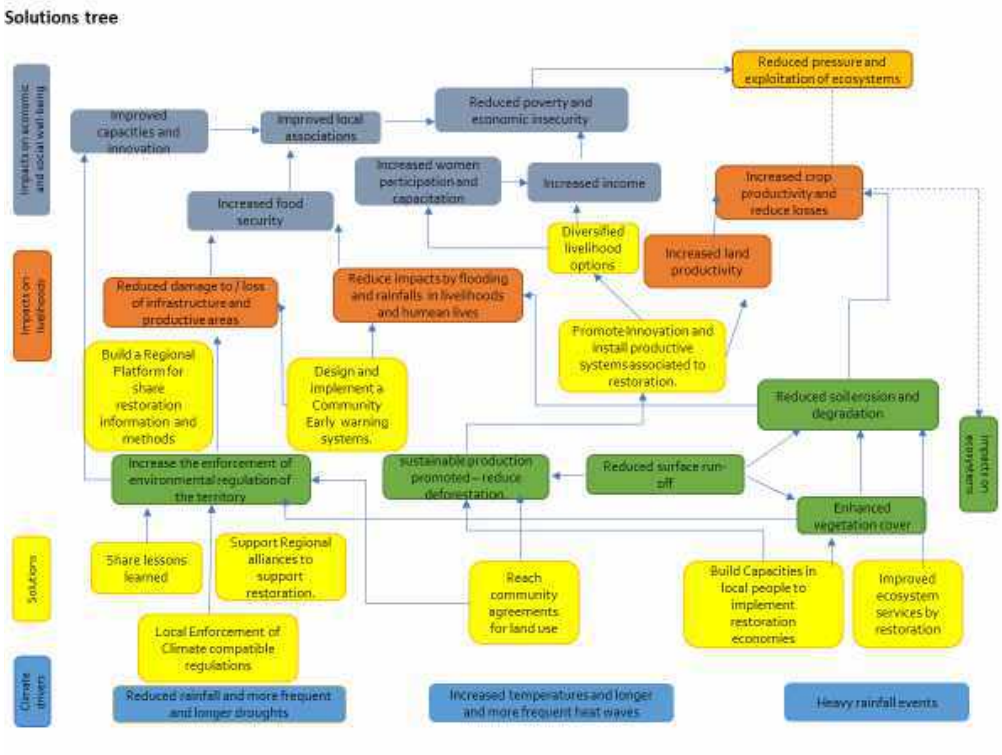 Solutions tree
Reduced pressure and
exploitation of ecosystems
Impacts on economic
and social well-being
Improved
capacities and
innovation
Improved local
associations
Reduced poverty and
economic insecurity
Increased women
participation and
capacitation
Increased income
Increased crop
productivity and
reduce losses
Increased food
security
Diversified
livelihood
options
Increased land
productivity
Impacts on
livelihoods
Reduced damage to / loss
of infrastructure and
productive areas
Reduce impacts by flooding
and rainfalls in livelihoods
and humean lives
Promote Innovation and
install productive
systems associated to
restoration.
Build a Regional
Platform for
share
restoration
information and
methods
Design and
implement a
Community
Early warning
systems.
Reduced soil erosion and
degradation
Impacts on
ecosystems
Increase the enforcement of
environmental regulation of
the territory
sustainable production
promoted – reduce
deforestation
Reduced surface run-
off
Enhanced
vegetation cover
Solutions
Share lessons
learned
Support Regional
alliances to
support
restoration.
Reach
community
agreements
for land use
Build Capacities in
local people to
implement
restoration
economies
Improved
ecosystem
services by
restoration
Local Enforcement of
Climate compatible
regulations
Climate
drivers
Reduced rainfall and more frequent
and longer droughts
Increased temperatures and longer
and more frequent heat waves
Heavy rainfall events